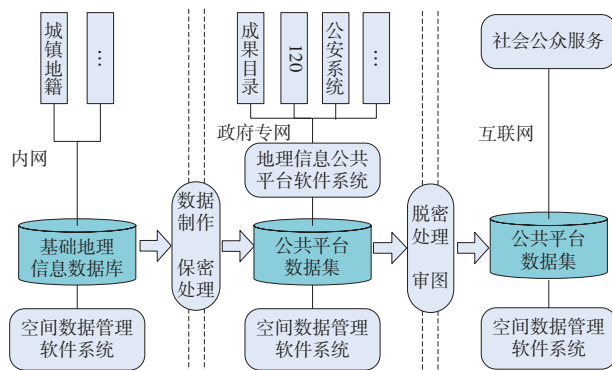 城镇地籍
…
成果目录
120
公安系统
…
社会公众服务
内网
政府专网
互联网
地理信息公共
平台软件系统
数据
制作
保密
处理
脱密
处理
审图
基础地理
信息数据库
公共平台
数据集
公共平台
数据集
空间数据管理
软件系统
空间数据管理
软件系统
空间数据管理
软件系统